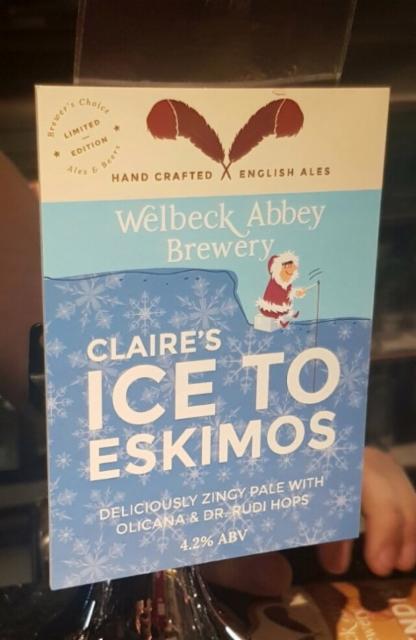 Brewer's Choice
LIMITED
EDITION
Ales & Beers
HAND CRAFTED ENGLISH ALES
Welbeck Abbey
Brewery
CLAIRE'S
ICE TO
ESKIMOS
DELICIOUSLY ZINGY PALE WITH
OLICANA & DR. RUDI HOPS
4.2% ABV